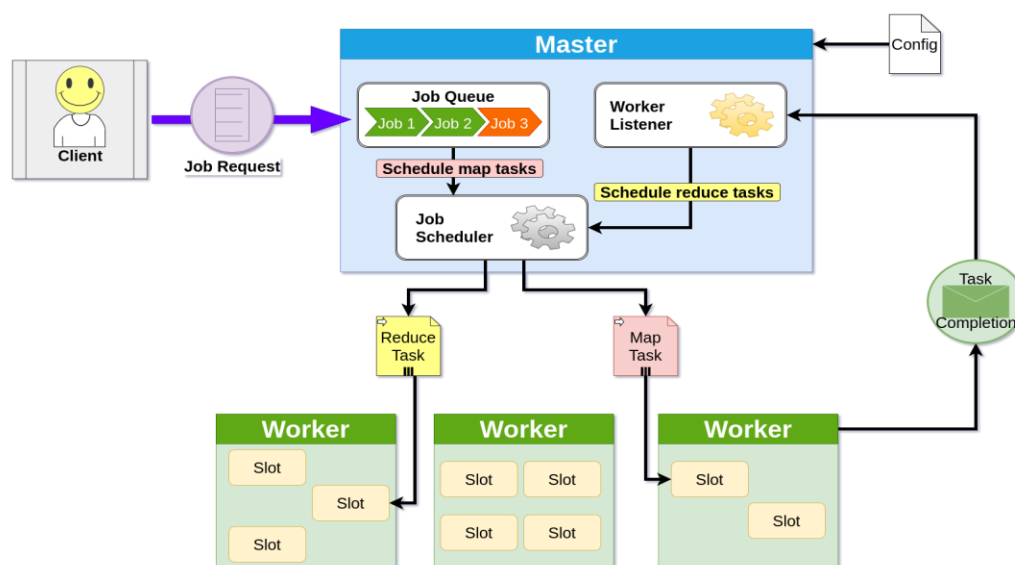 Master
Config
Client
Job Request
Job Queue
Job 1
Job 2
Job 3
Worker
Listener
Schedule map tasks
Schedule reduce tasks
Job
Scheduler
Task
Completion
Reduce
Task
Map
Task
Worker
Slot
Slot
Slot
Worker
Slot
Slot
Slot
Slot
Worker
Slot
Slot